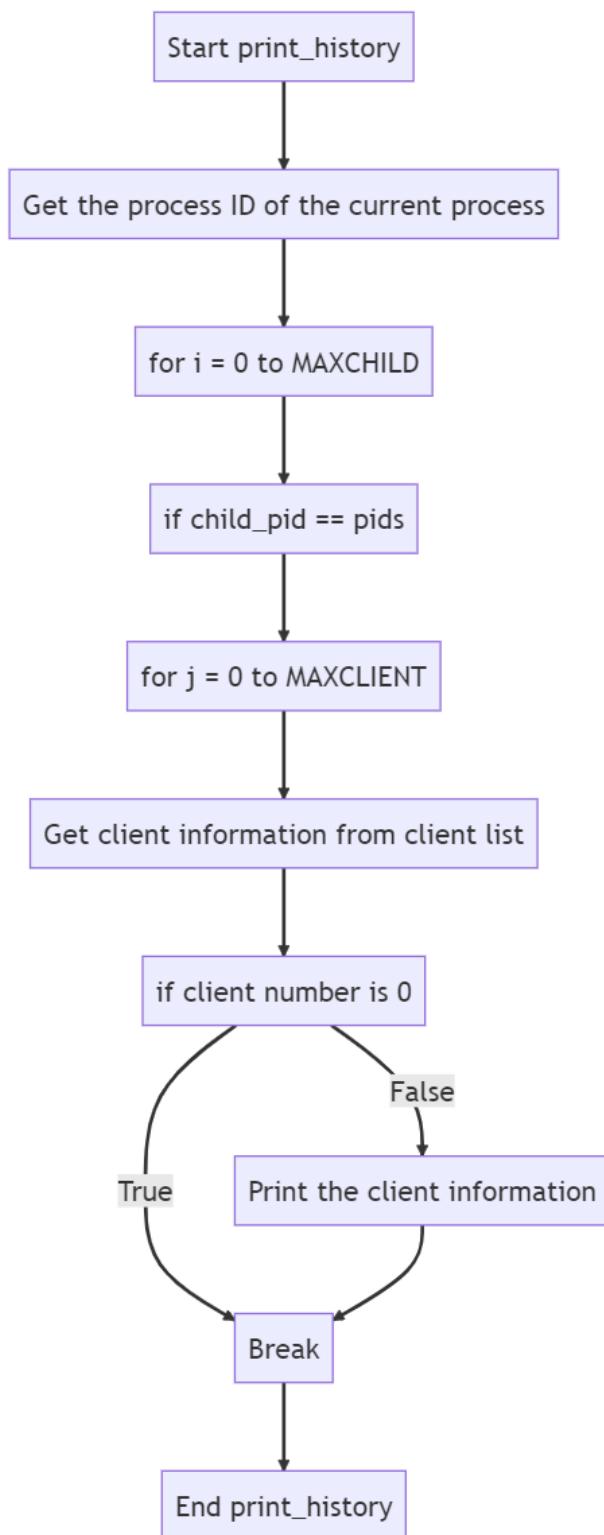 Start print_history
Get the process ID of the current process
for i = 0 to MAXCHILD
if child_pid == pids
for j = 0 to MAXCLIENT
Get client information from client list
if client number is 0
False
True
Print the client information
Break
End print_history